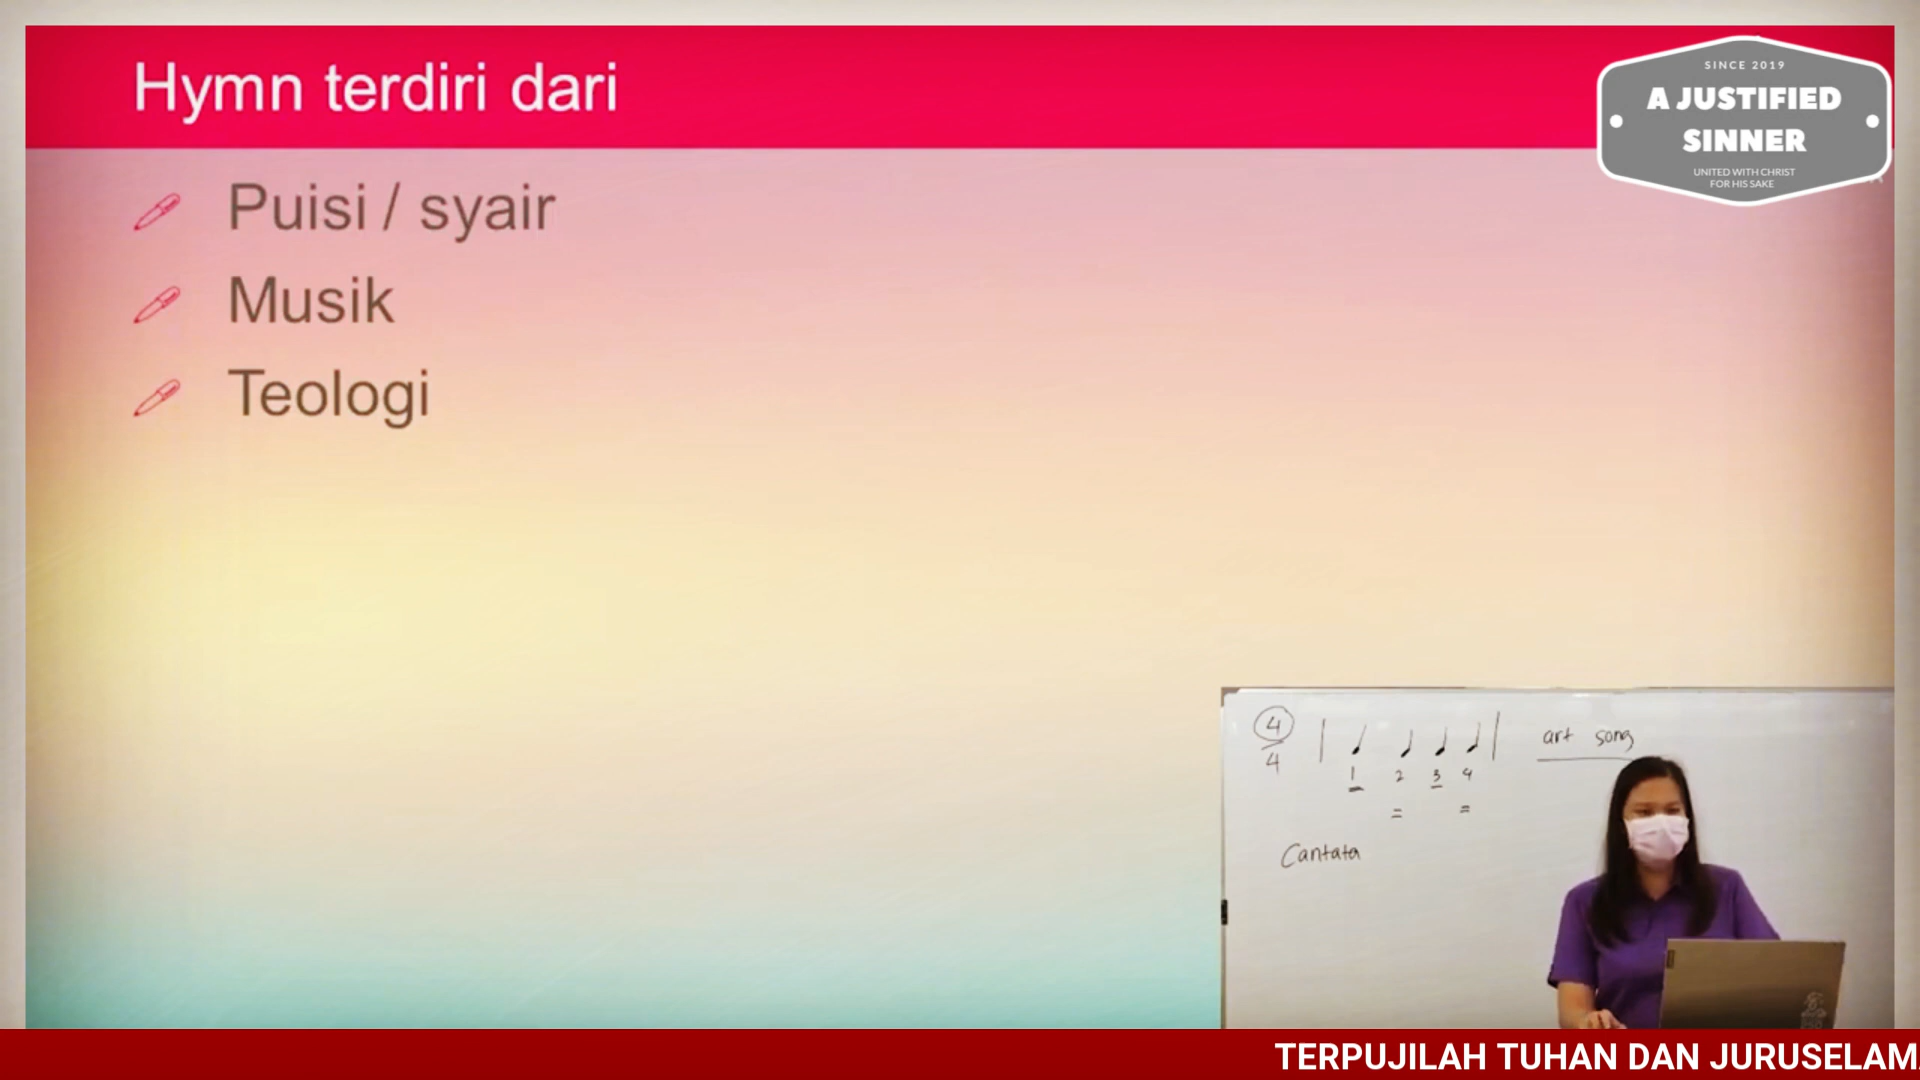 Hymn terdiri dari
Puisi / syair
Musik
Teologi
SINCE 2019
A JUSTIFIED
SINNER
UNITED WITH CHRIST
FOR HIS SAKE
4
4
1 2 3 4
= =
art song
Cantata
TERPUJILAH TUHAN DAN JURUSELAM